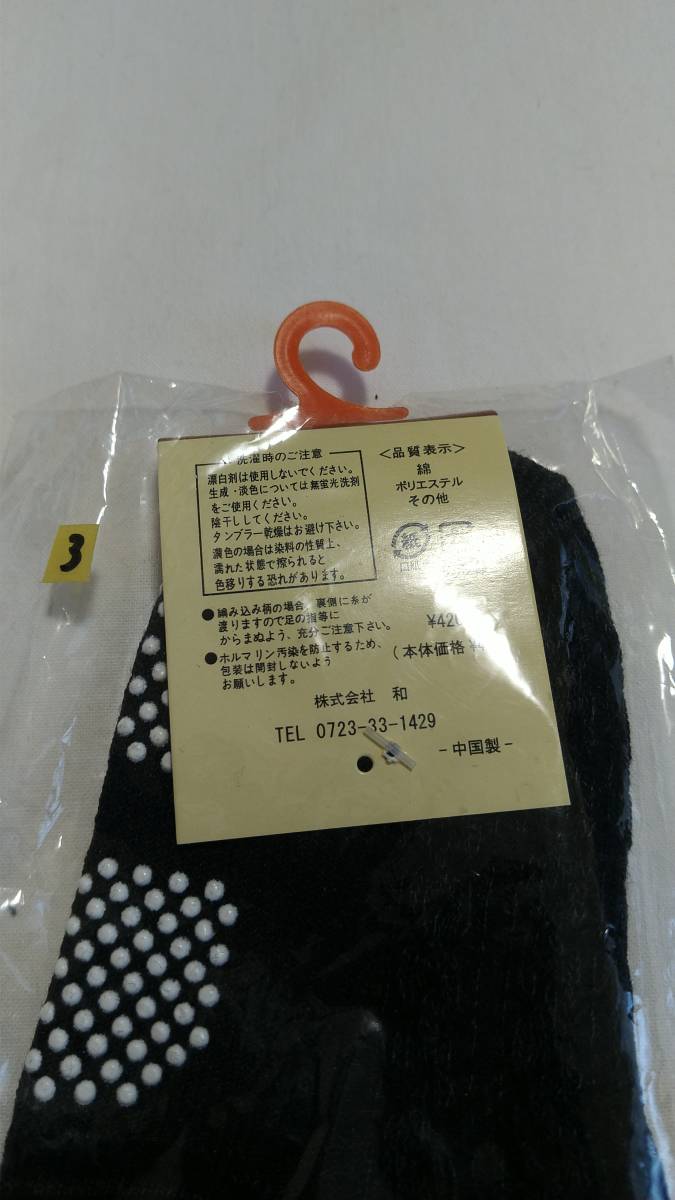 洗濯時のご注意
漂白剤は使用しないでください。
生成・淡色については無蛍光洗剤
をご使用ください。
陰干ししてください。
タンブラー乾燥はお避け下さい。
濃色の場合は染料の性質上、
濡れた状態で擦られると
色移りする恐れがあります。
●編み込み柄の場合、裏側に糸が
渡りますので足の指等に
からまぬよう、充分ご注意下さい。
●ホルマリン汚染を防止するため、
包装は開封しないよう
お願いします。
<品質表示>
綿
ポリエステル
その他
紙
¥420
(本体価格
株式会社 和
TEL 0723-33-1429
-中国製-
3